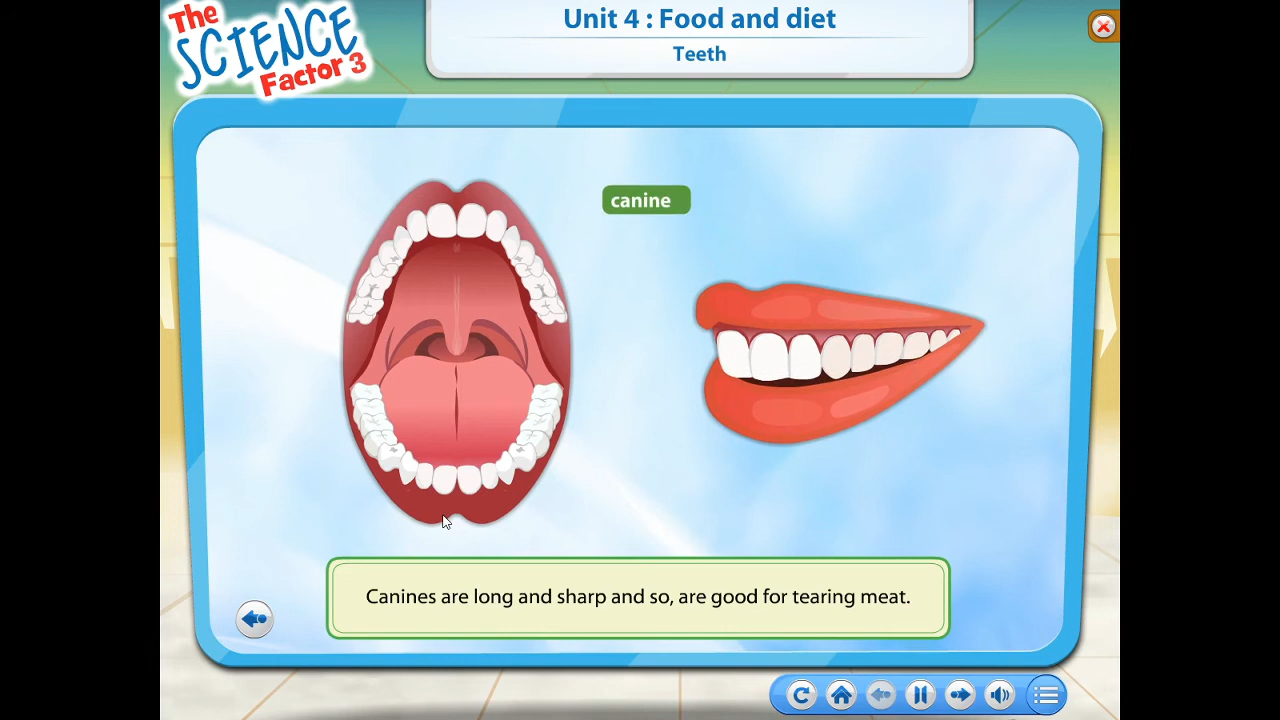 The
SCIENCE
Factor 3
Unit 4 : Food and diet
Teeth
canine
Canines are long and sharp and so, are good for tearing meat.